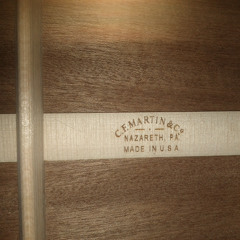 C.F. MARTIN & Co
NAZARETH, PA
MADE IN U.S.A.